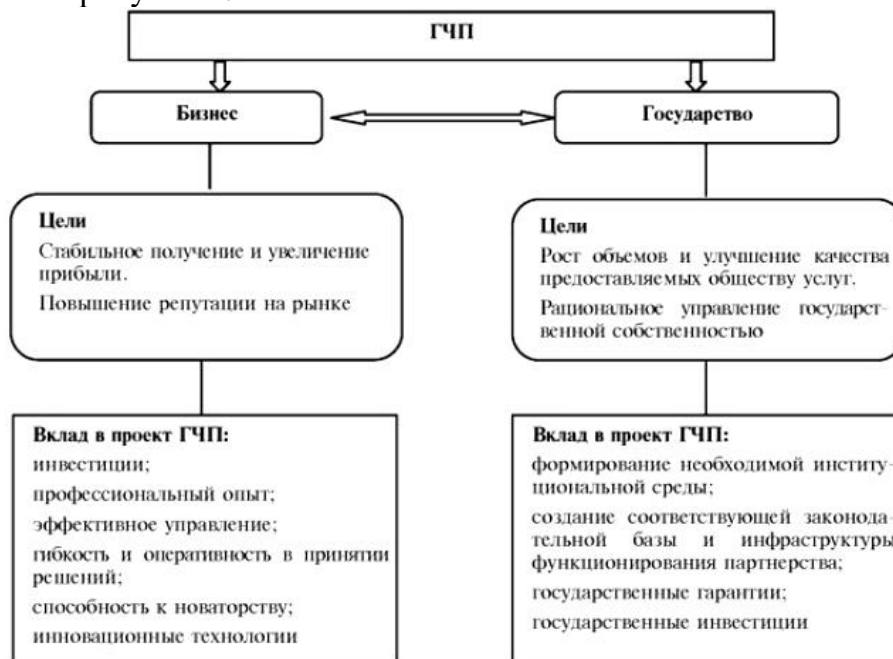 ГЧП
Бизнес
Государство
Цели
Стабильное получение и увеличение
прибыли.
Повышение репутации на рынке
Цели
Рост объемов и улучшение качества
предоставляемых обществу услуг.
Рациональное управление государст-
венной собственностью
Вклад в проект ГЧП:
инвестиции;
профессиональный опыт;
эффективное управление;
гибкость и оперативность в принятии
решений;
способность к новаторству;
инновационные технологии
Вклад в проект ГЧП:
формирование необходимой институ-
циональной среды;
создание соответствующей законода-
тельной базы и инфраструктуры
функционирования партнерства;
государственные гарантии;
государственные инвестиции